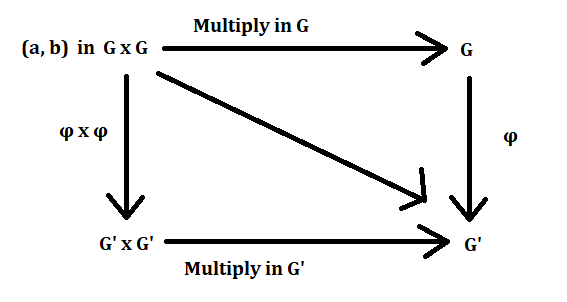 Multiply in G
(a, b) in G x G
G
φ x φ
φ
G' x G'
G'
Multiply in G'